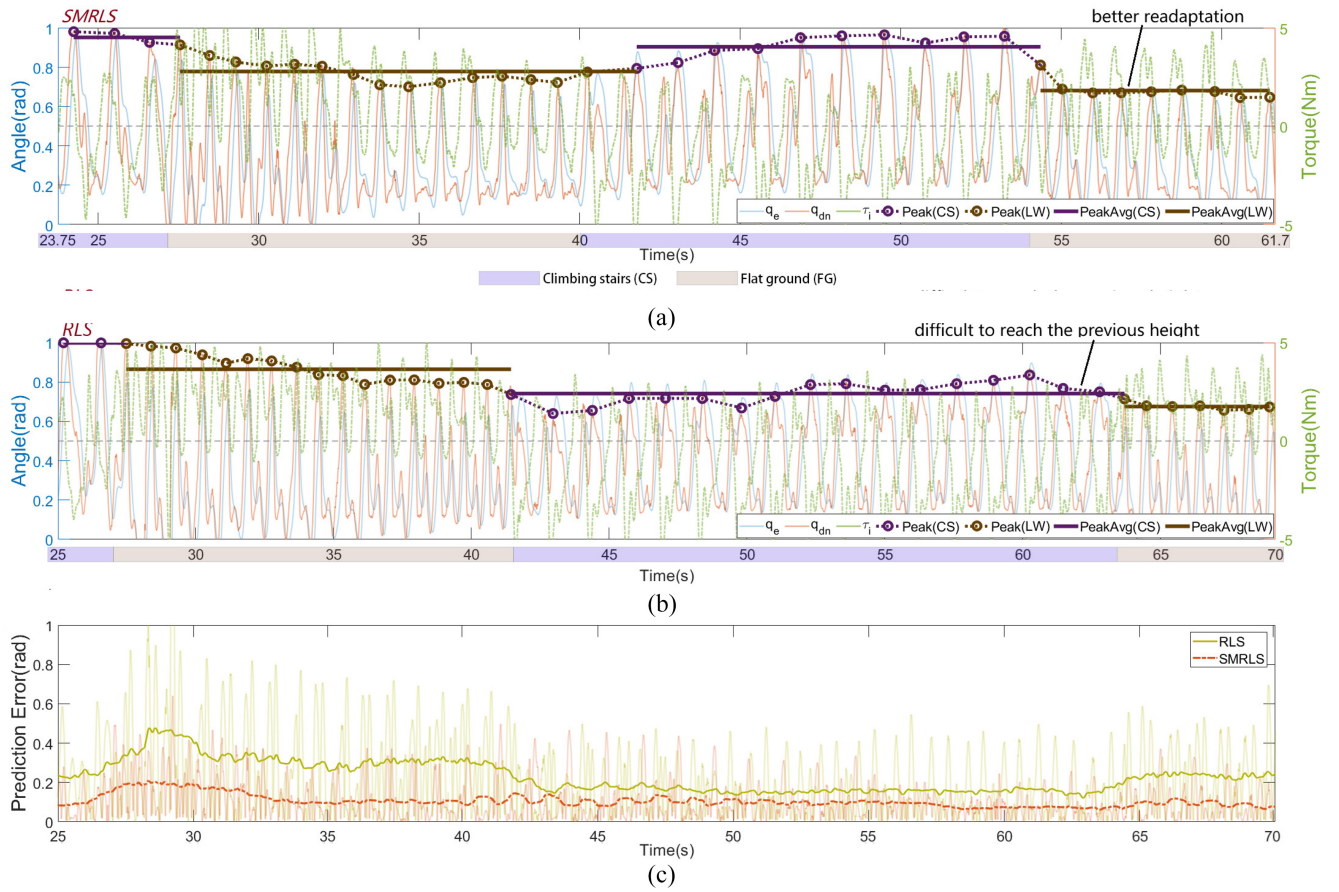 SMRLS
better readaptation
1
0.8
0.6
0.4
0.2
0
Angle(rad)
5
0
-5
Torque(Nm)
q_e q_dn τ_i Peak(CS) Peak(LW) PeakAvg(CS) PeakAvg(LW)
23.75 25 30 35 40 45 50 55 60 61.7
Time(s)
Climbing stairs (CS) Flat ground (FG)
(a)
RLS
difficult to reach the previous height
1
0.8
0.6
0.4
0.2
0
Angle(rad)
5
0
-5
Torque(Nm)
q_e q_dn τ_i Peak(CS) Peak(LW) PeakAvg(CS) PeakAvg(LW)
25 30 35 40 45 50 55 60 65 70
Time(s)
(b)
1
0.8
0.6
0.4
0.2
0
Prediction Error(rad)
RLS
SMRLS
25 30 35 40 45 50 55 60 65 70
Time(s)
(c)